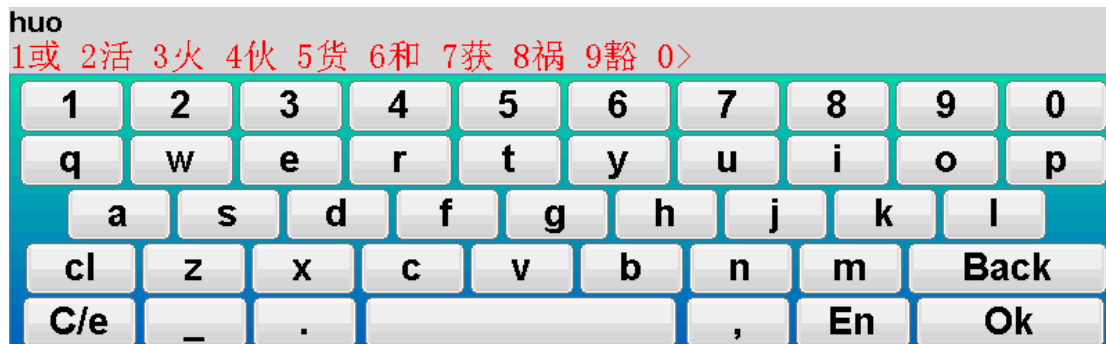 huo
1或 2活 3火 4伙 5货 6和 7获 8祸 9豁 0>
1 2 3 4 5 6 7 8 9 0
q w e r t y u i o p
a s d f g h j k l
cl z x c v b n m Back
C/e _ . , En Ok